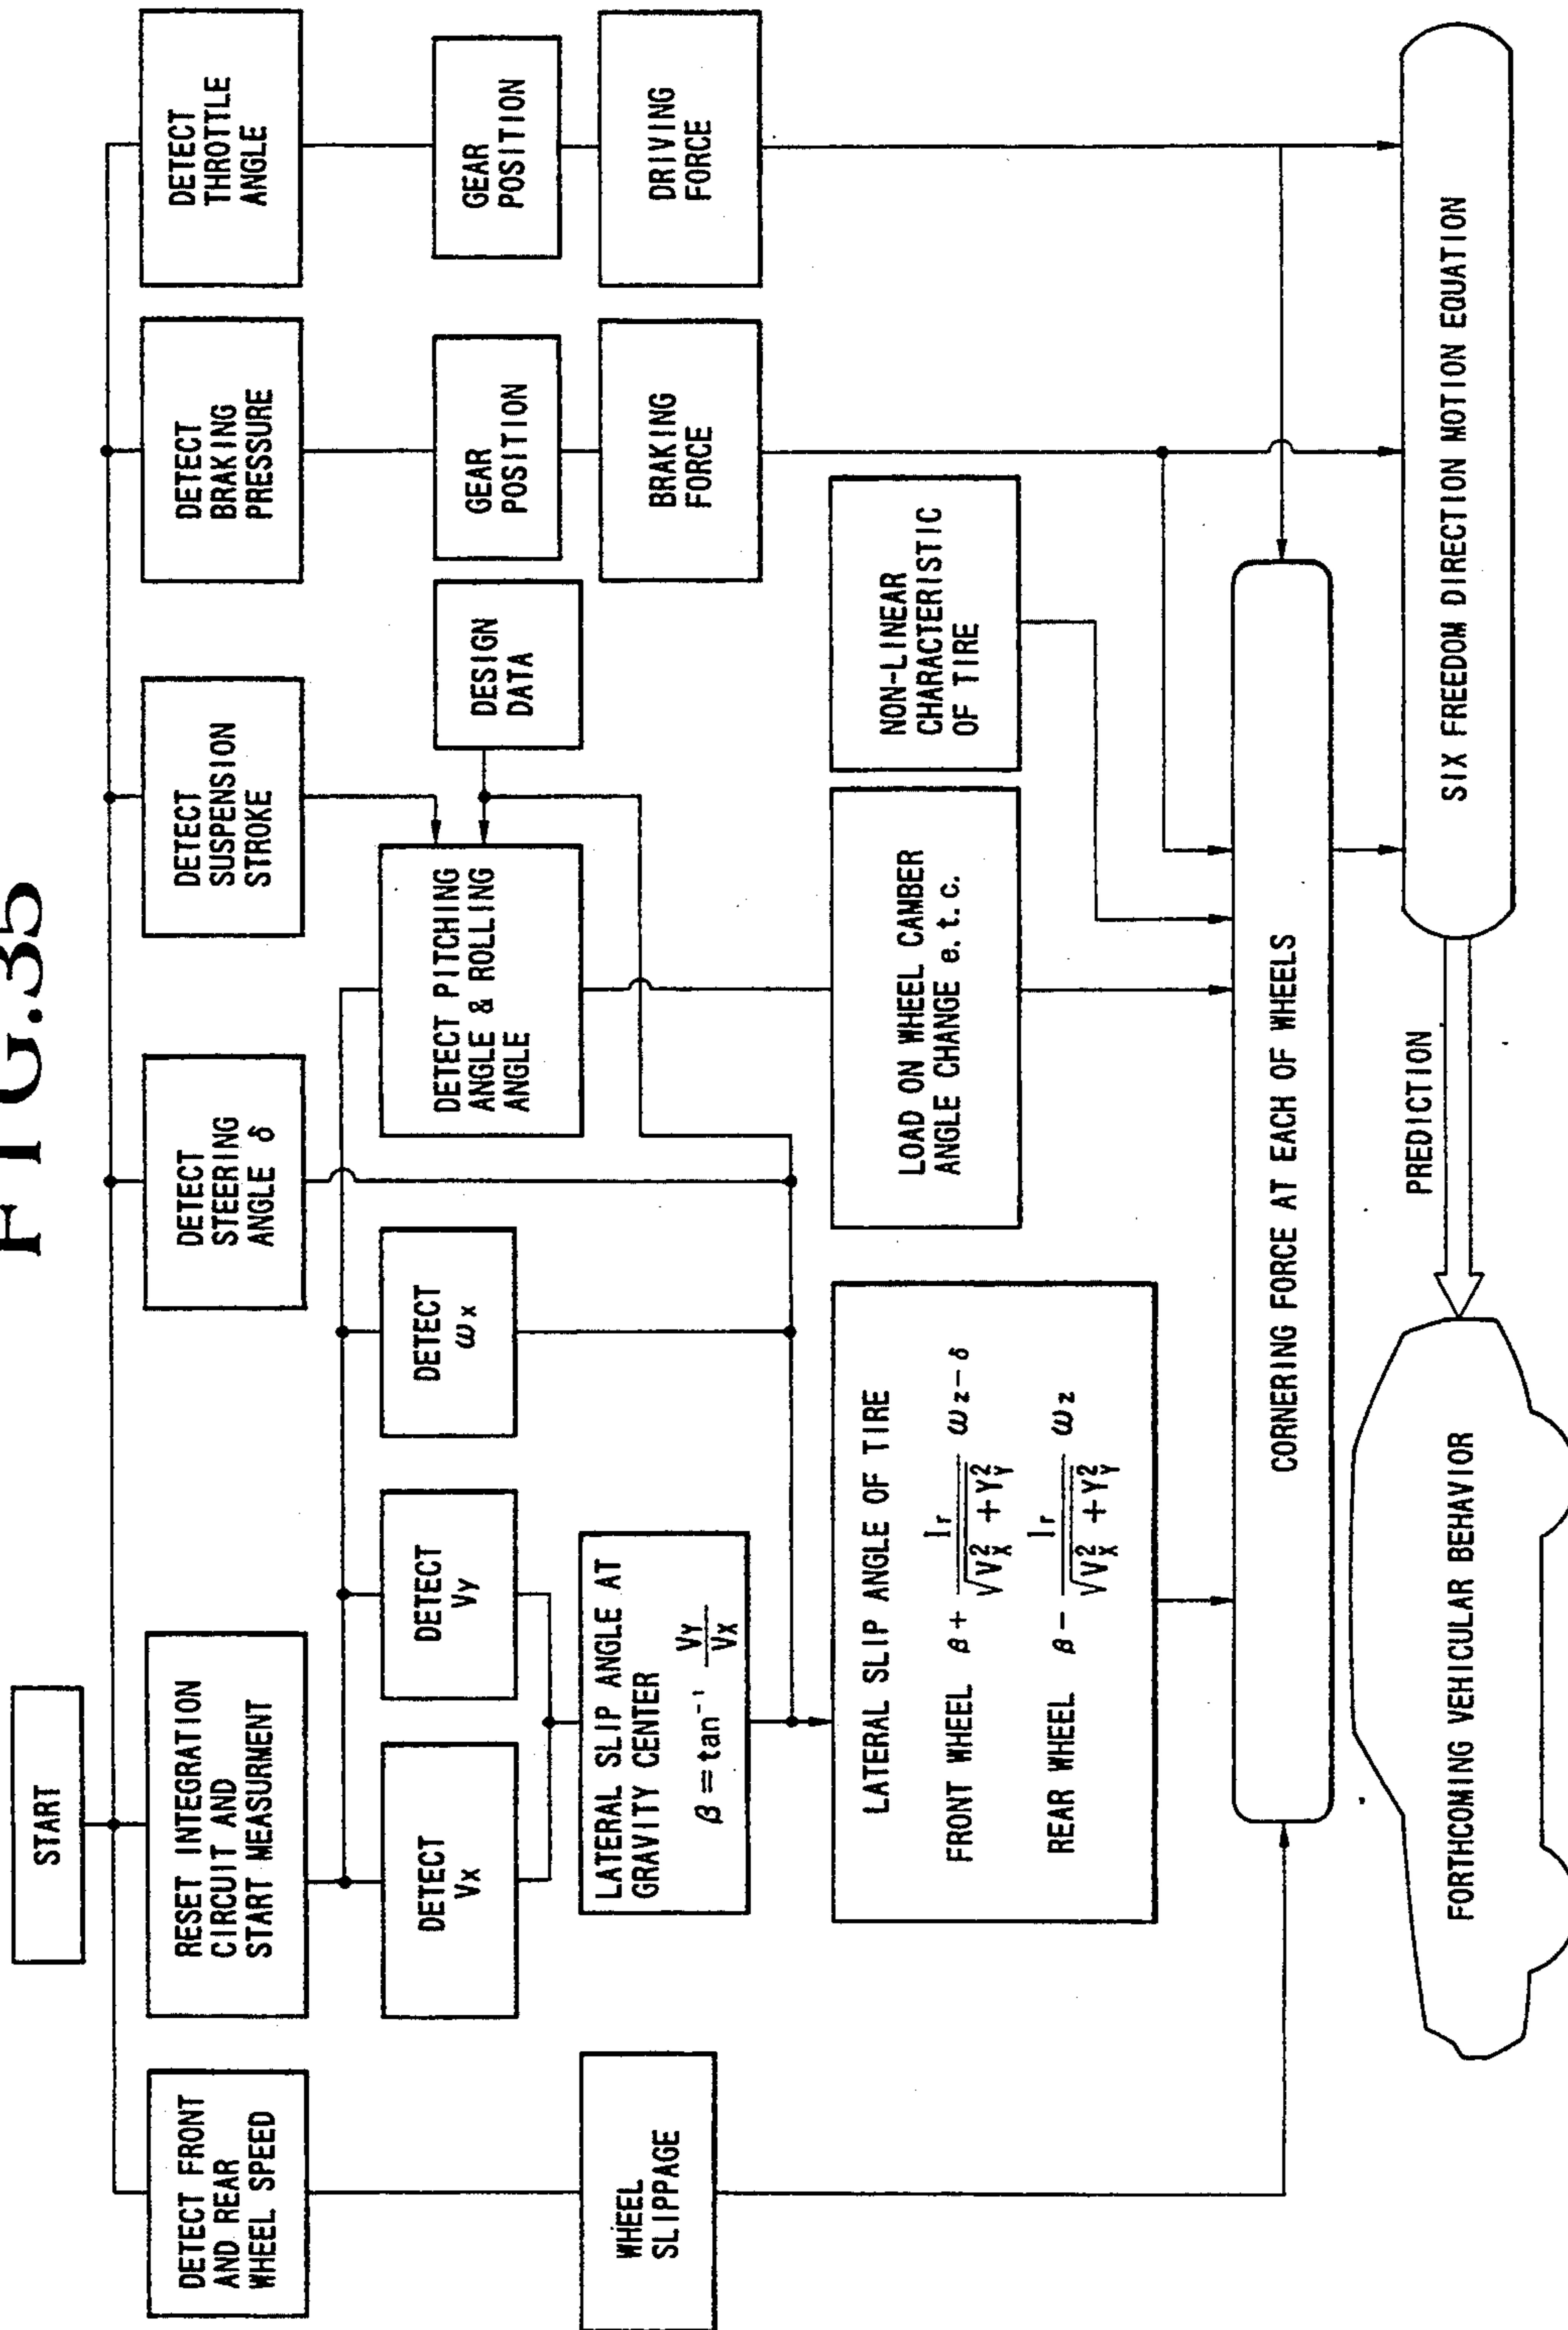 FIG.35
START
DETECT FRONT
AND REAR
WHEEL SPEED
RESET INTEGRATION
CIRCUIT AND
START MEASURMENT
DETECT
STEERING
ANGLE δ
DETECT
SUSPENSION
STROKE
DETECT
BRAKING
PRESSURE
DETECT
THROTTLE
ANGLE
DETECT
Vx
DETECT
Vy
DETECT
ωx
DETECT PITCHING
ANGLE & ROLLING
ANGLE
DESIGN
DATA
GEAR
POSITION
GEAR
POSITION
WHEEL
SLIPPAGE
LATERAL SLIP ANGLE AT
GRAVITY CENTER
β = tan⁻¹ Vy/Vx
BRAKING
FORCE
DRIVING
FORCE
LATERAL SLIP ANGLE OF TIRE
FRONT WHEEL β + lr/√(V²X + Y²Y) ωz-δ
REAR WHEEL β − lr/√(V²X + Y²Y) ωz
LOAD ON WHEEL CAMBER
ANGLE CHANGE e.t.c.
NON-LINEAR
CHARACTERISTIC
OF TIRE
CORNERING FORCE AT EACH OF WHEELS
FORTHCOMING VEHICULAR BEHAVIOR
PREDICTION
SIX FREEDOM DIRECTION MOTION EQUATION